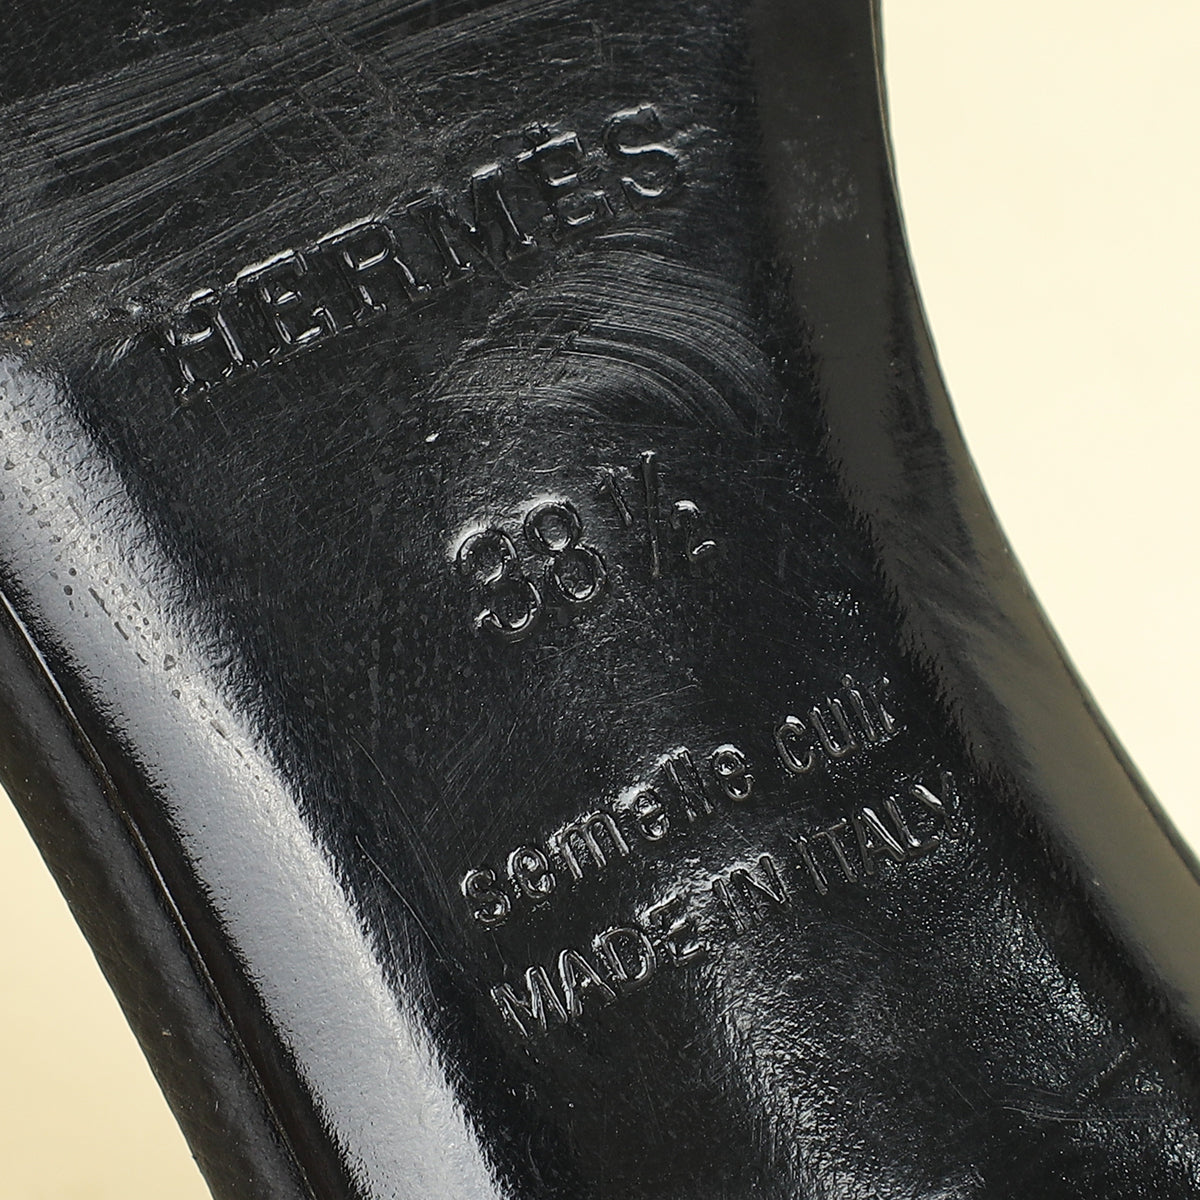 HERMÈS
38 ½
semelle cuir
MADE IN ITALY